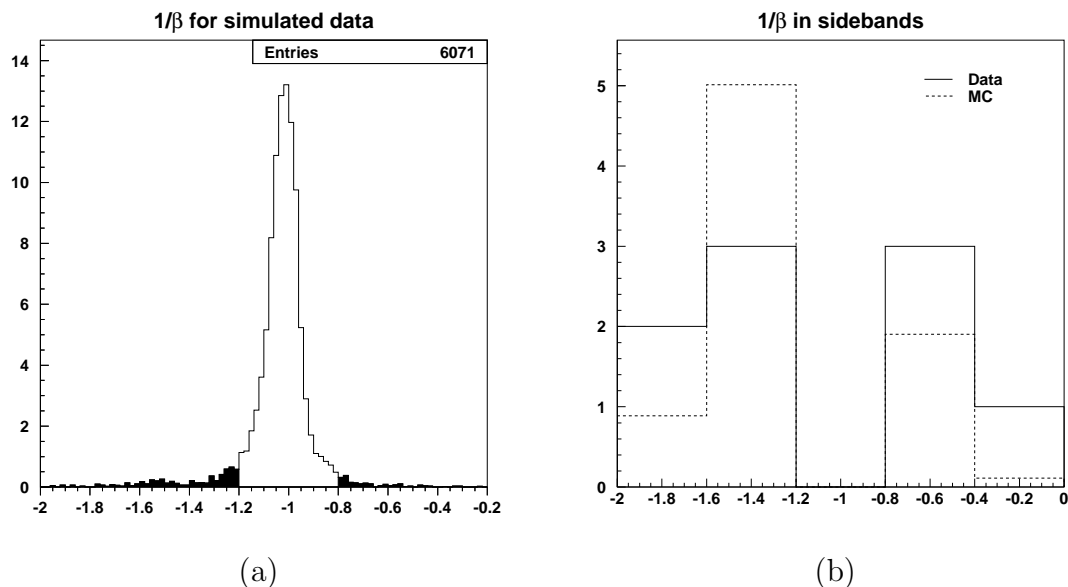 1/β for simulated data
Entries 6071
14
12
10
8
6
4
2
0
-2 -1.8 -1.6 -1.4 -1.2 -1 -0.8 -0.6 -0.4 -0.2
(a)
1/β in sidebands
Data
MC
5
4
3
2
1
0
-2 -1.8 -1.6 -1.4 -1.2 -1 -0.8 -0.6 -0.4 -0.2 0
(b)